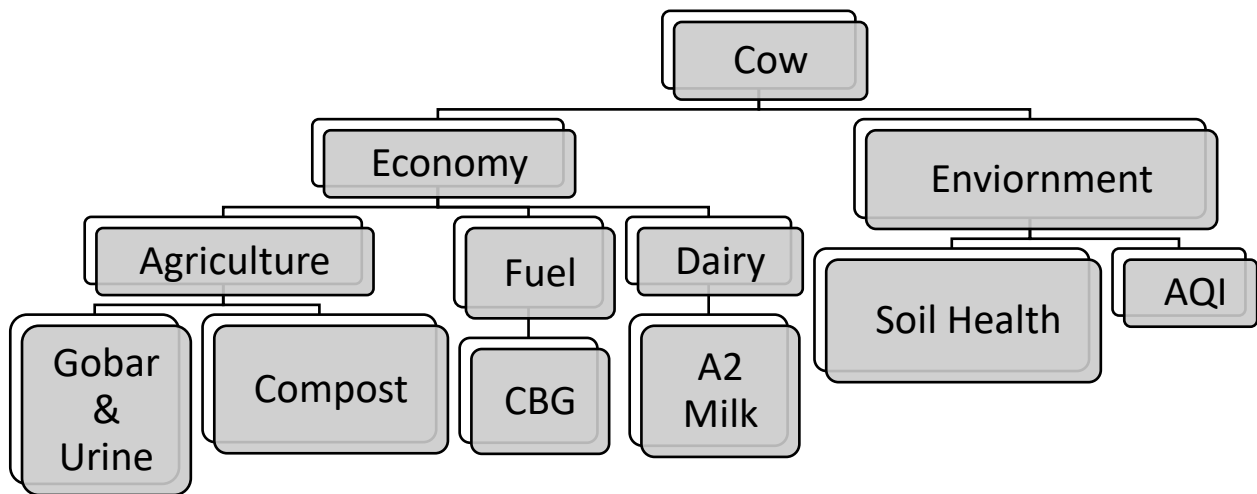 Cow
Economy
Enviornment
Agriculture
Fuel
Dairy
Soil Health
AQI
Gobar
&
Urine
Compost
CBG
A2
Milk